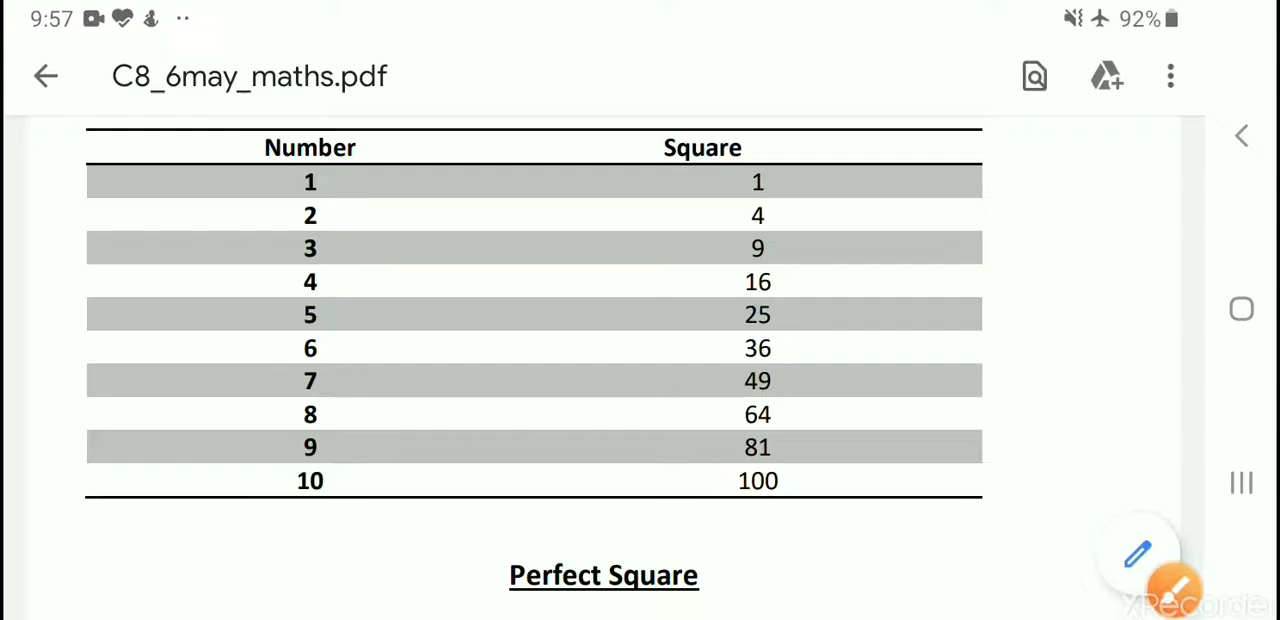 9:57 92%
C8_6may_maths.pdf
Number Square
1 1
2 4
3 9
4 16
5 25
6 36
7 49
8 64
9 81
10 100
Perfect Square
XRecorder